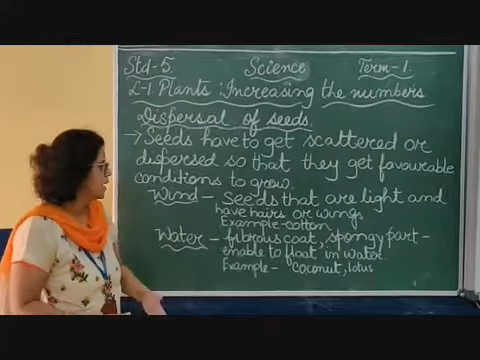 Std-5. Science Term-1.
L-1 Plants : Increasing the numbers
Dispersal of seeds.
→ Seeds have to get scattered or
dispersed so that they get favourable
conditions to grow.
Wind - Seeds that are light and
have hairs or wings
Example - cotton
Water - fibrous coat, spongy part -
enable to float in water.
Example - coconut, lotus